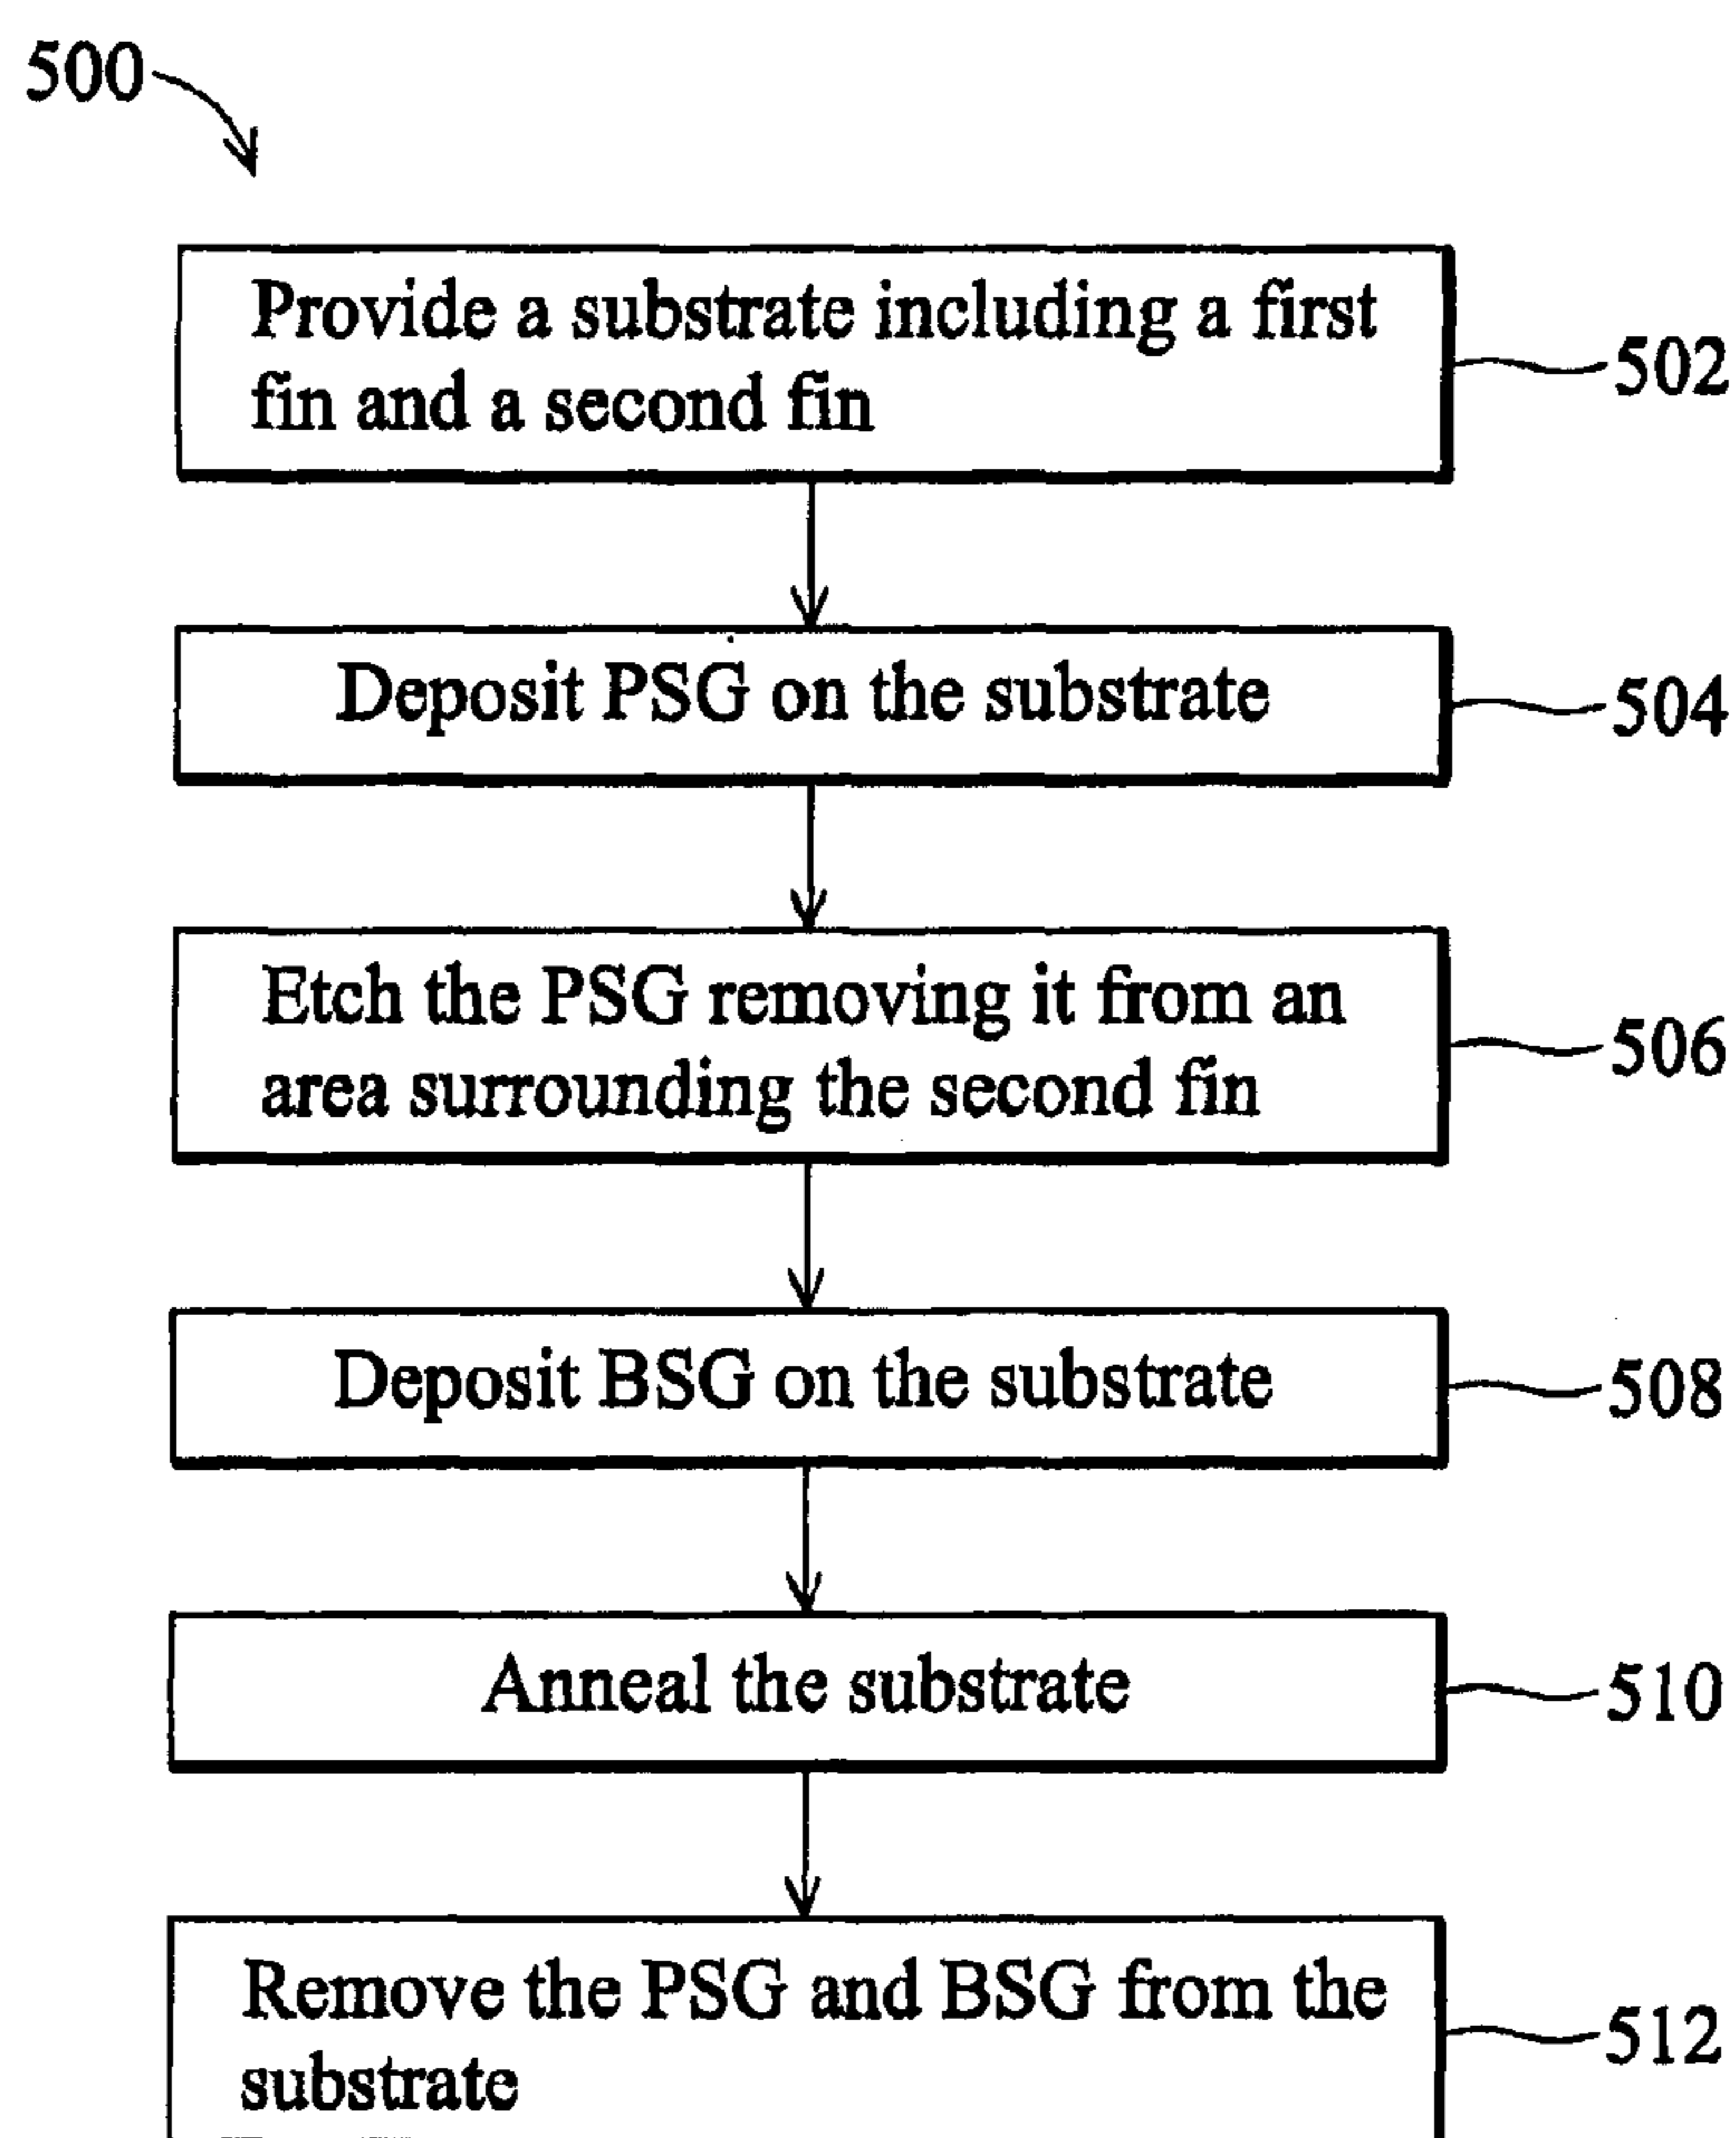 500
Provide a substrate including a first
fin and a second fin
502
Deposit PSG on the substrate
504
Etch the PSG removing it from an
area surrounding the second fin
506
Deposit BSG on the substrate
508
Anneal the substrate
510
Remove the PSG and BSG from the
substrate
512